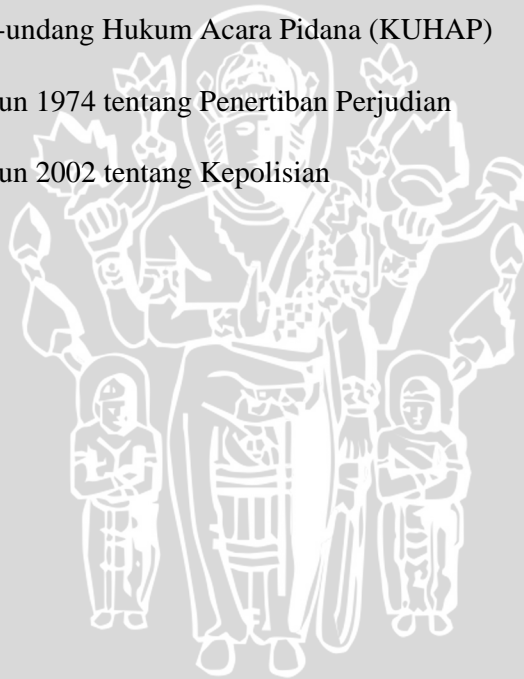 -undang Hukum Acara Pidana (KUHAP)
un 1974 tentang Penertiban Perjudian
un 2002 tentang Kepolisian